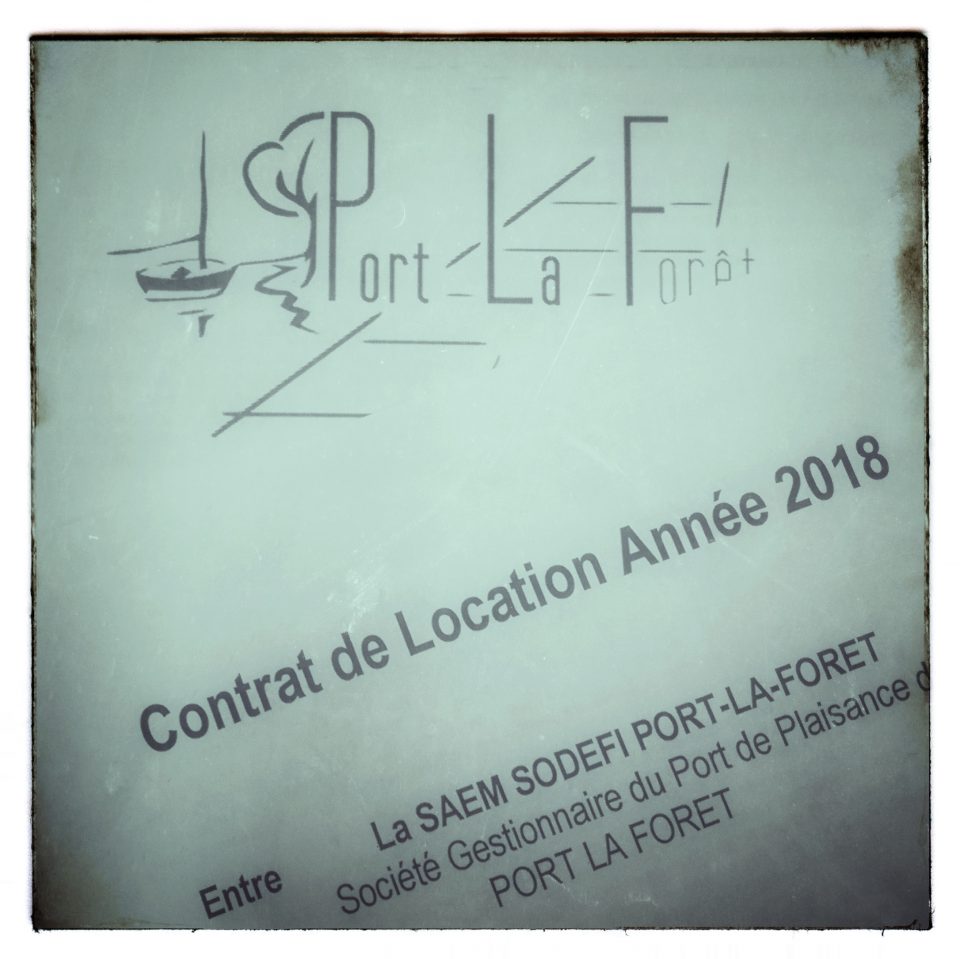 Port La Forêt
Contrat de Location Année 2018
La SAEM SODEFI PORT-LA-FORET
Entre Société Gestionnaire du Port de Plaisance d
PORT LA FORET